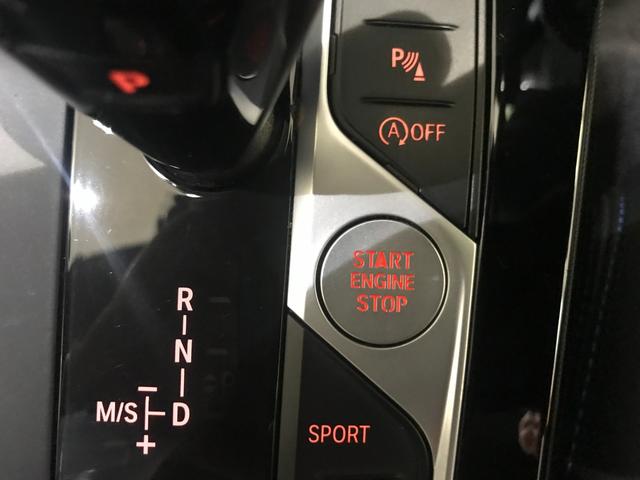 P
P
A OFF
START
ENGINE
STOP
R
N
M/S D
+
SPORT